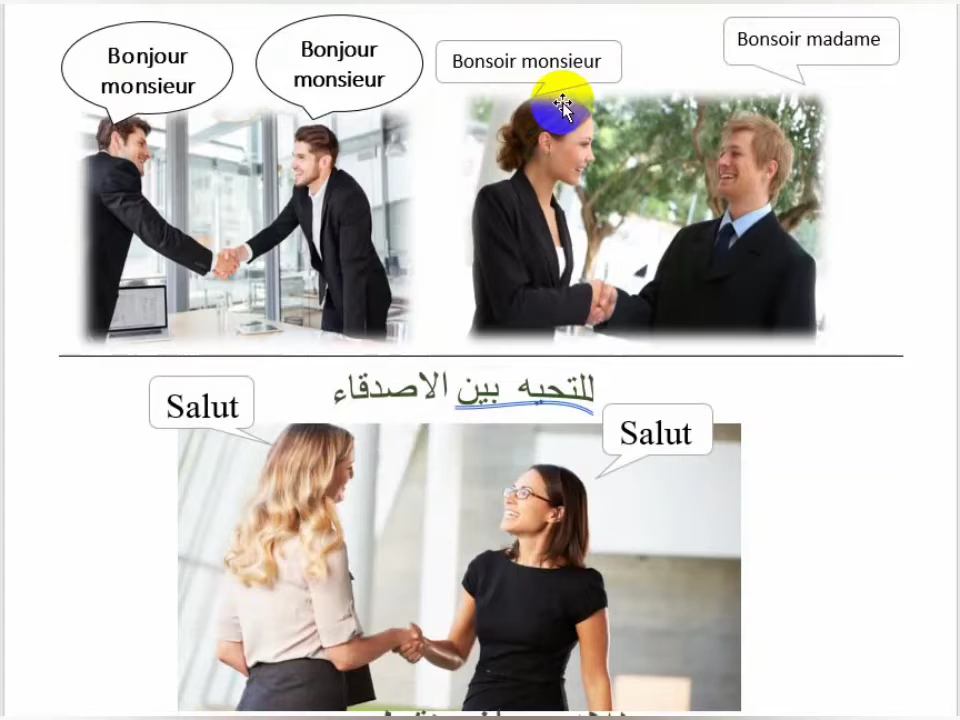 Bonjour
monsieur
Bonjour
monsieur
Bonsoir monsieur
Bonsoir madame
للتحيه بين الاصدقاء
Salut
Salut